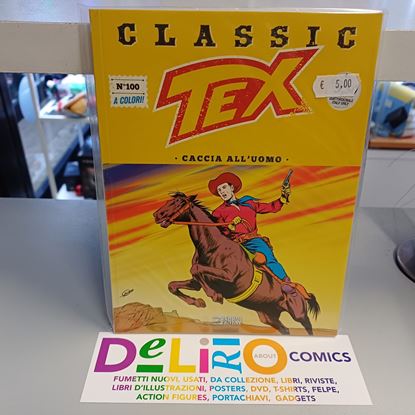 CLASSIC
TEX
N°100
A COLORI!
€ 5,00
• CACCIA ALL'UOMO •
DeLiRiO ABOUT COMICS
FUMETTI NUOVI, USATI, DA COLLEZIONE, LIBRI, RIVISTE,
LIBRI D'ILLUSTRAZIONI, POSTERS, DVD, T-SHIRTS, FELPE,
ACTION FIGURES, PORTACHIAVI, GADGETS